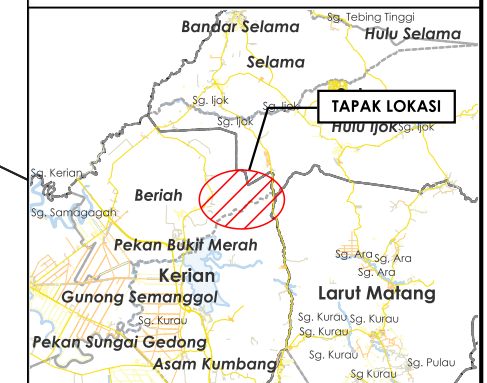 Sg. Tebing Tinggi
Bandar Selama
Hulu Selama
Selama
Sg. Ijok
Sg. Ijok
TAPAK LOKASI
Sg. Ijok
Hulu Ijok
Sg. Ijok
Sg. Kerian
Beriah
Sg. Samagagah
Pekan Bukit Merah
Sg. Ara
Sg. Ara
Kerian
Sg. Ara
Gunong Semanggol
Larut Matang
Sg. Kurau
Sg. Kurau
Sg. Kurau
Sg. Kurau
Pekan Sungai Gedong
Sg. Kurau
Asam Kumbang
Sg. Pulau
Sg Kurau